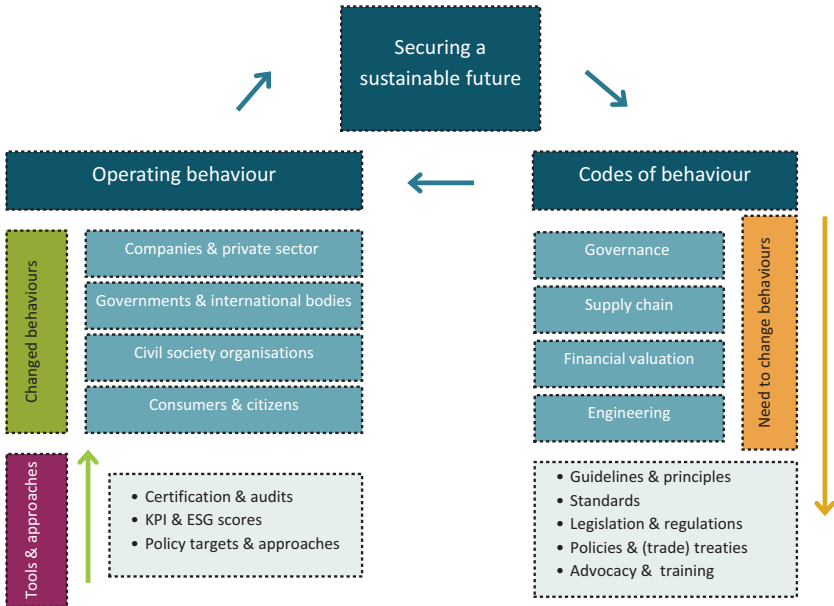 Securing a
sustainable future
Operating behaviour
Codes of behaviour
Changed behaviours
Companies & private sector
Governments & international bodies
Civil society organisations
Consumers & citizens
Governance
Supply chain
Financial valuation
Engineering
Need to change behaviours
Tools & approaches
• Certification & audits
• KPI & ESG scores
• Policy targets & approaches
• Guidelines & principles
• Standards
• Legislation & regulations
• Policies & (trade) treaties
• Advocacy & training